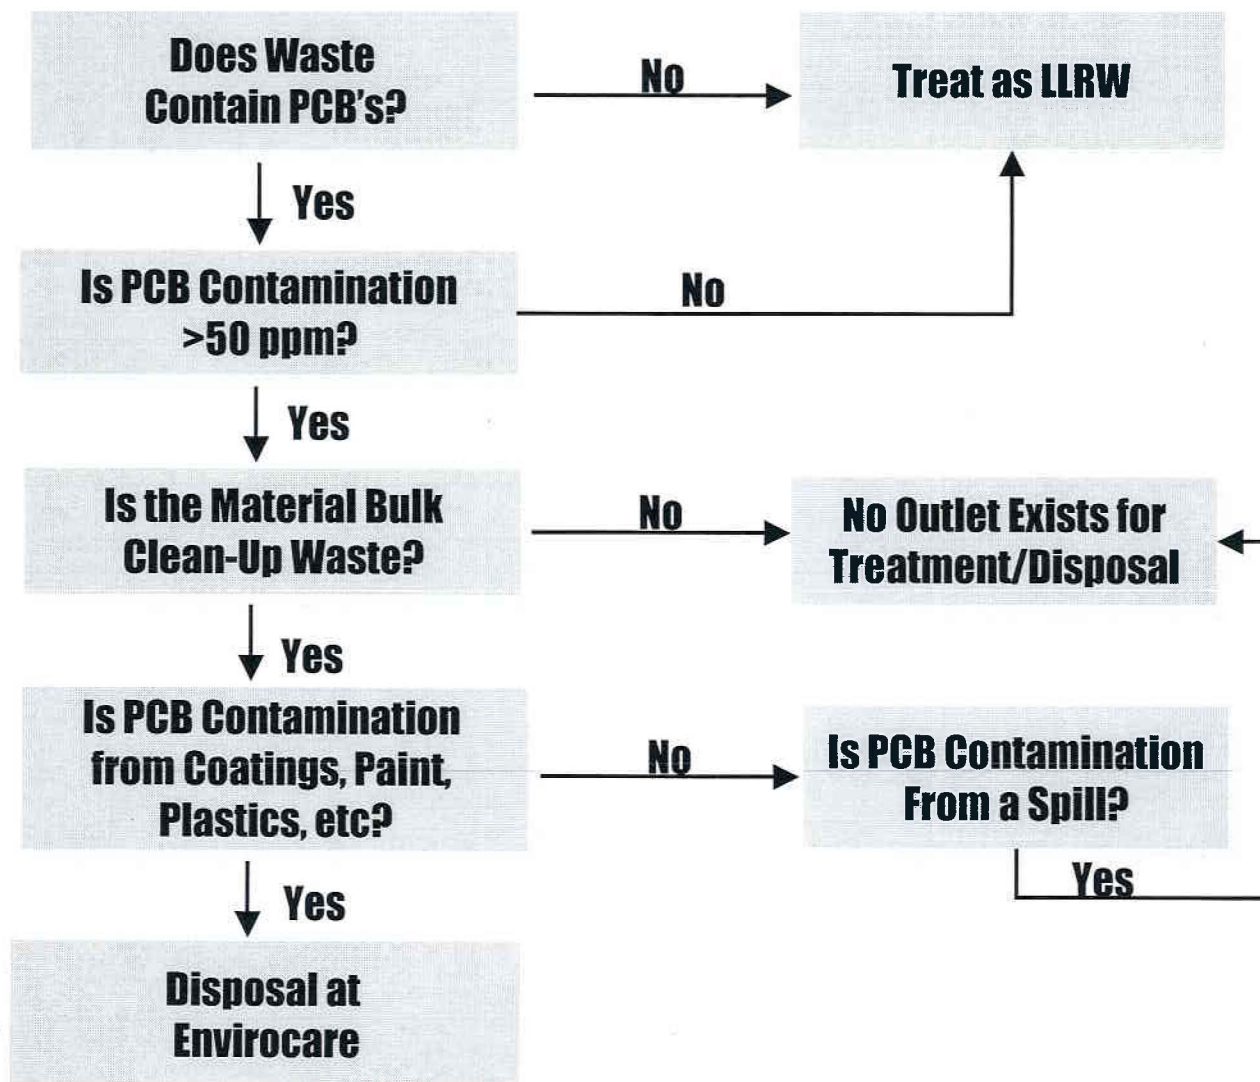 Does Waste
Contain PCB's?
No
Treat as LLRW
Yes
Is PCB Contamination
>50 ppm?
No
Yes
Is the Material Bulk
Clean-Up Waste?
No
No Outlet Exists for
Treatment/Disposal
Yes
Is PCB Contamination
from Coatings, Paint,
Plastics, etc?
No
Is PCB Contamination
From a Spill?
Yes
Yes
Disposal at
Envirocare